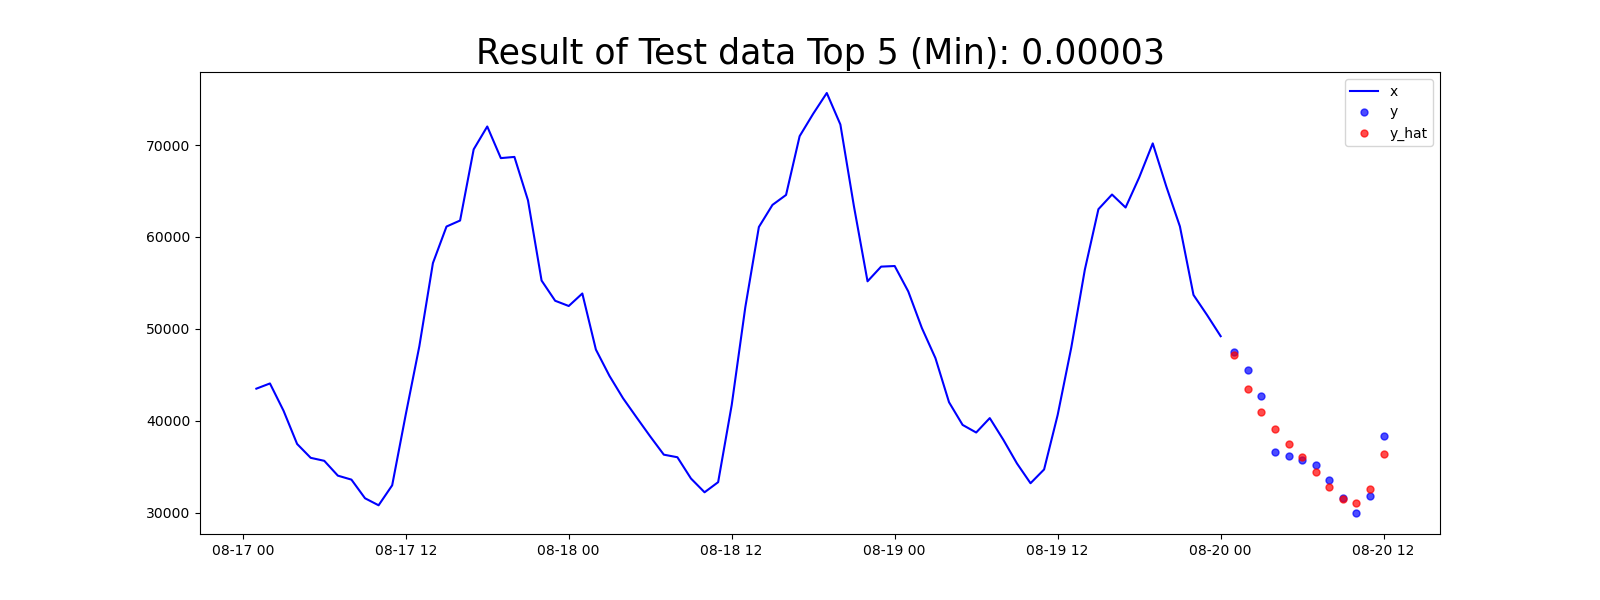 Result of Test data Top 5 (Min): 0.00003
x
y
y_hat
70000
60000
50000
40000
30000
08-17 00 08-17 12 08-18 00 08-18 12 08-19 00 08-19 12 08-20 00 08-20 12